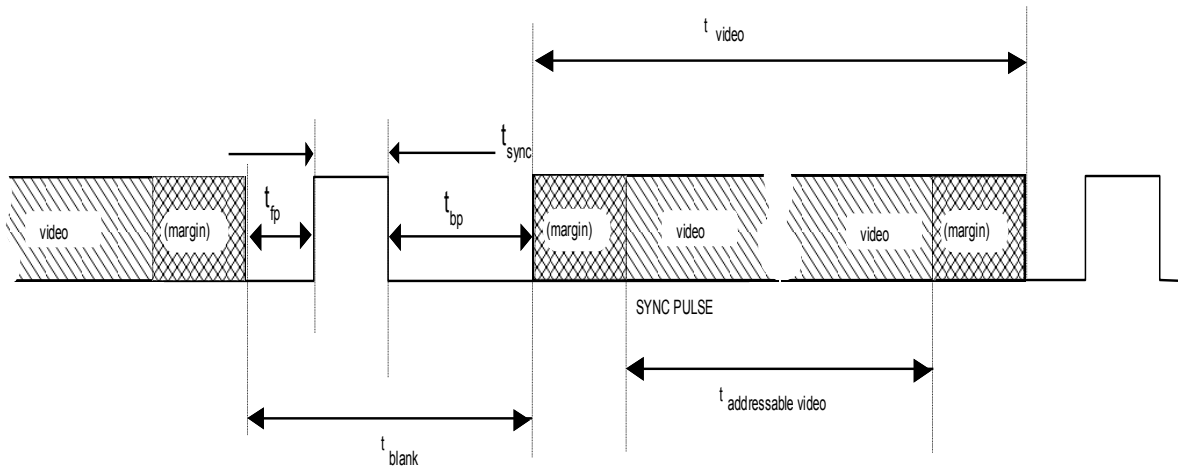 t video
t sync
t fp
t bp
video
(margin)
(margin)
video
video
(margin)
SYNC PULSE
t addressable video
t blank